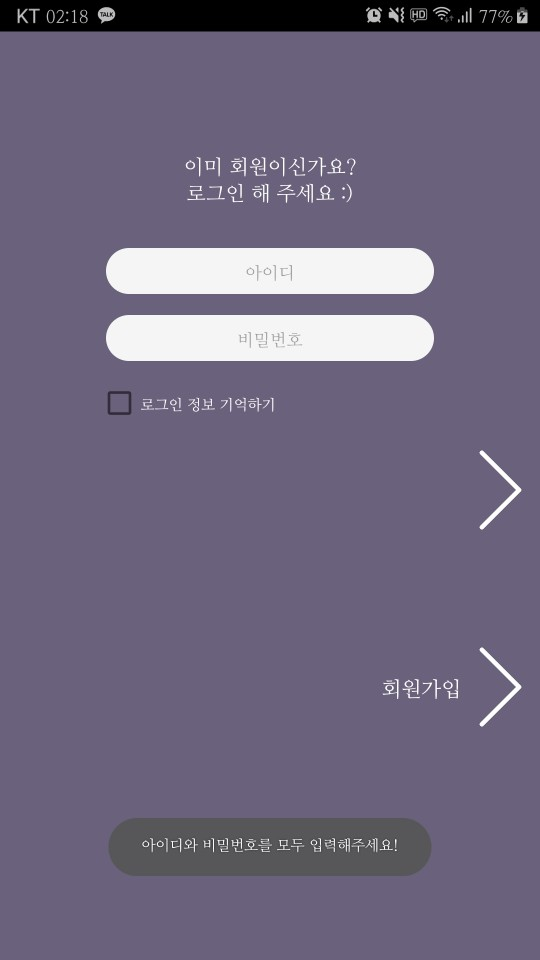 KT 02:18 TALK HD 77%
이미 회원이신가요?
로그인 해 주세요 :)
아이디
비밀번호
로그인 정보 기억하기
회원가입
아이디와 비밀번호를 모두 입력해주세요!